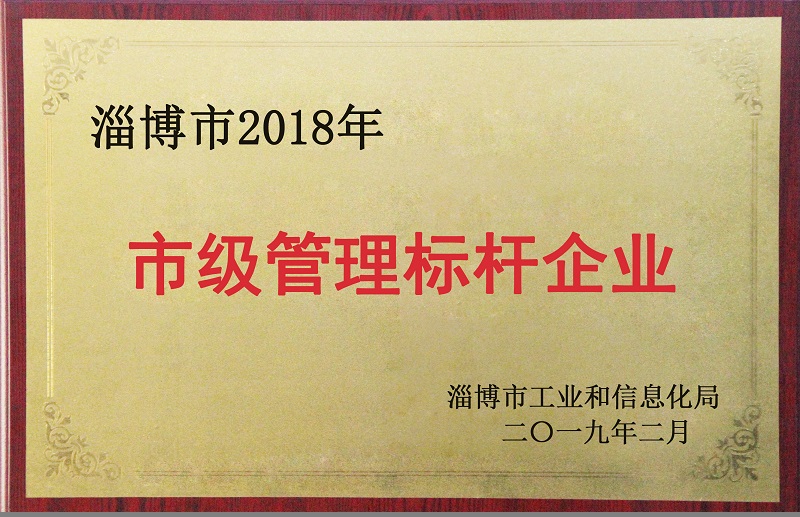 淄博市2018年
市级管理标杆企业
淄博市工业和信息化局
二〇一九年二月